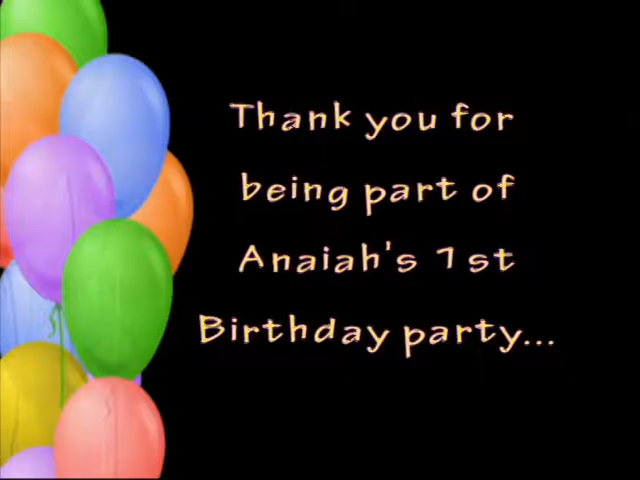 Thank you for
being part of
Anaiah's 1st
Birthday party...